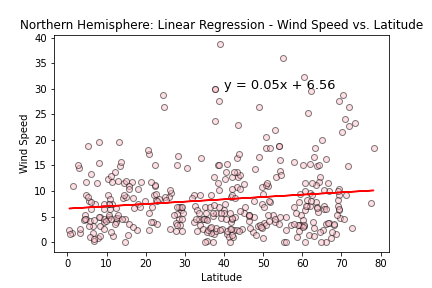 Northern Hemisphere: Linear Regression - Wind Speed vs. Latitude
40
35
30
25
20
15
10
5
0
Wind Speed
y = 0.05x + 6.56
0 10 20 30 40 50 60 70 80
Latitude